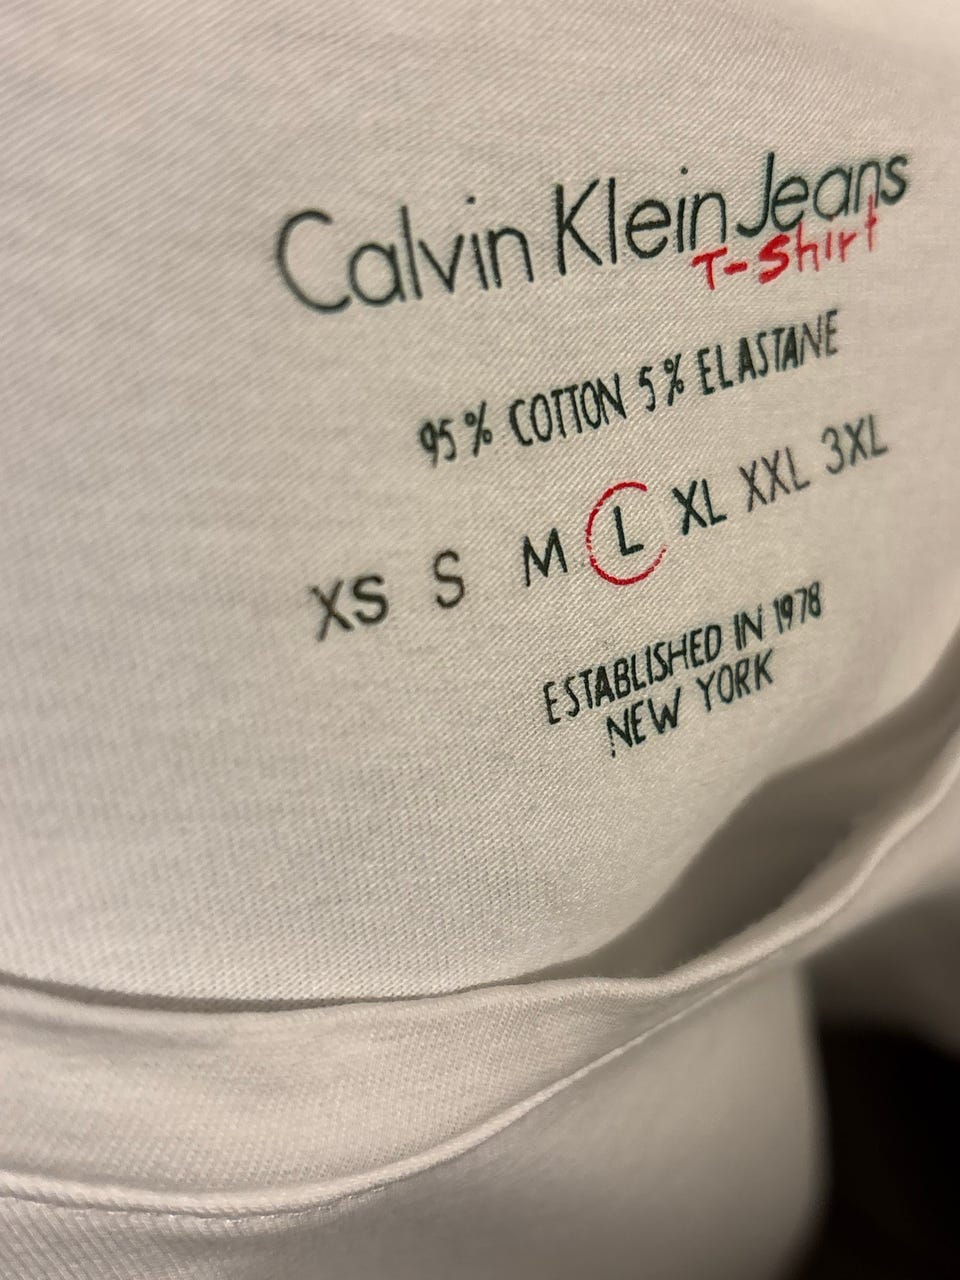 Calvin Klein Jeans
T-Shirt
95% COTTON 5% ELASTANE
XS S M L XL XXL 3XL
ESTABLISHED IN 1978
NEW YORK